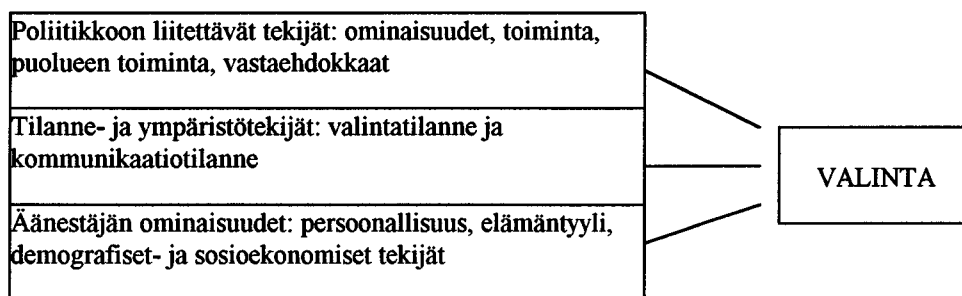 Poliitikkoon liitettävät tekijät: ominaisuudet, toiminta,
puolueen toiminta, vastaehdokkaat
Tilanne- ja ympäristötekijät: valintatilanne ja
kommunikaatiotilanne
Äänestäjän ominaisuudet: persoonallisuus, elämäntyyli,
demografiset- ja sosioekonomiset tekijät
VALINTA